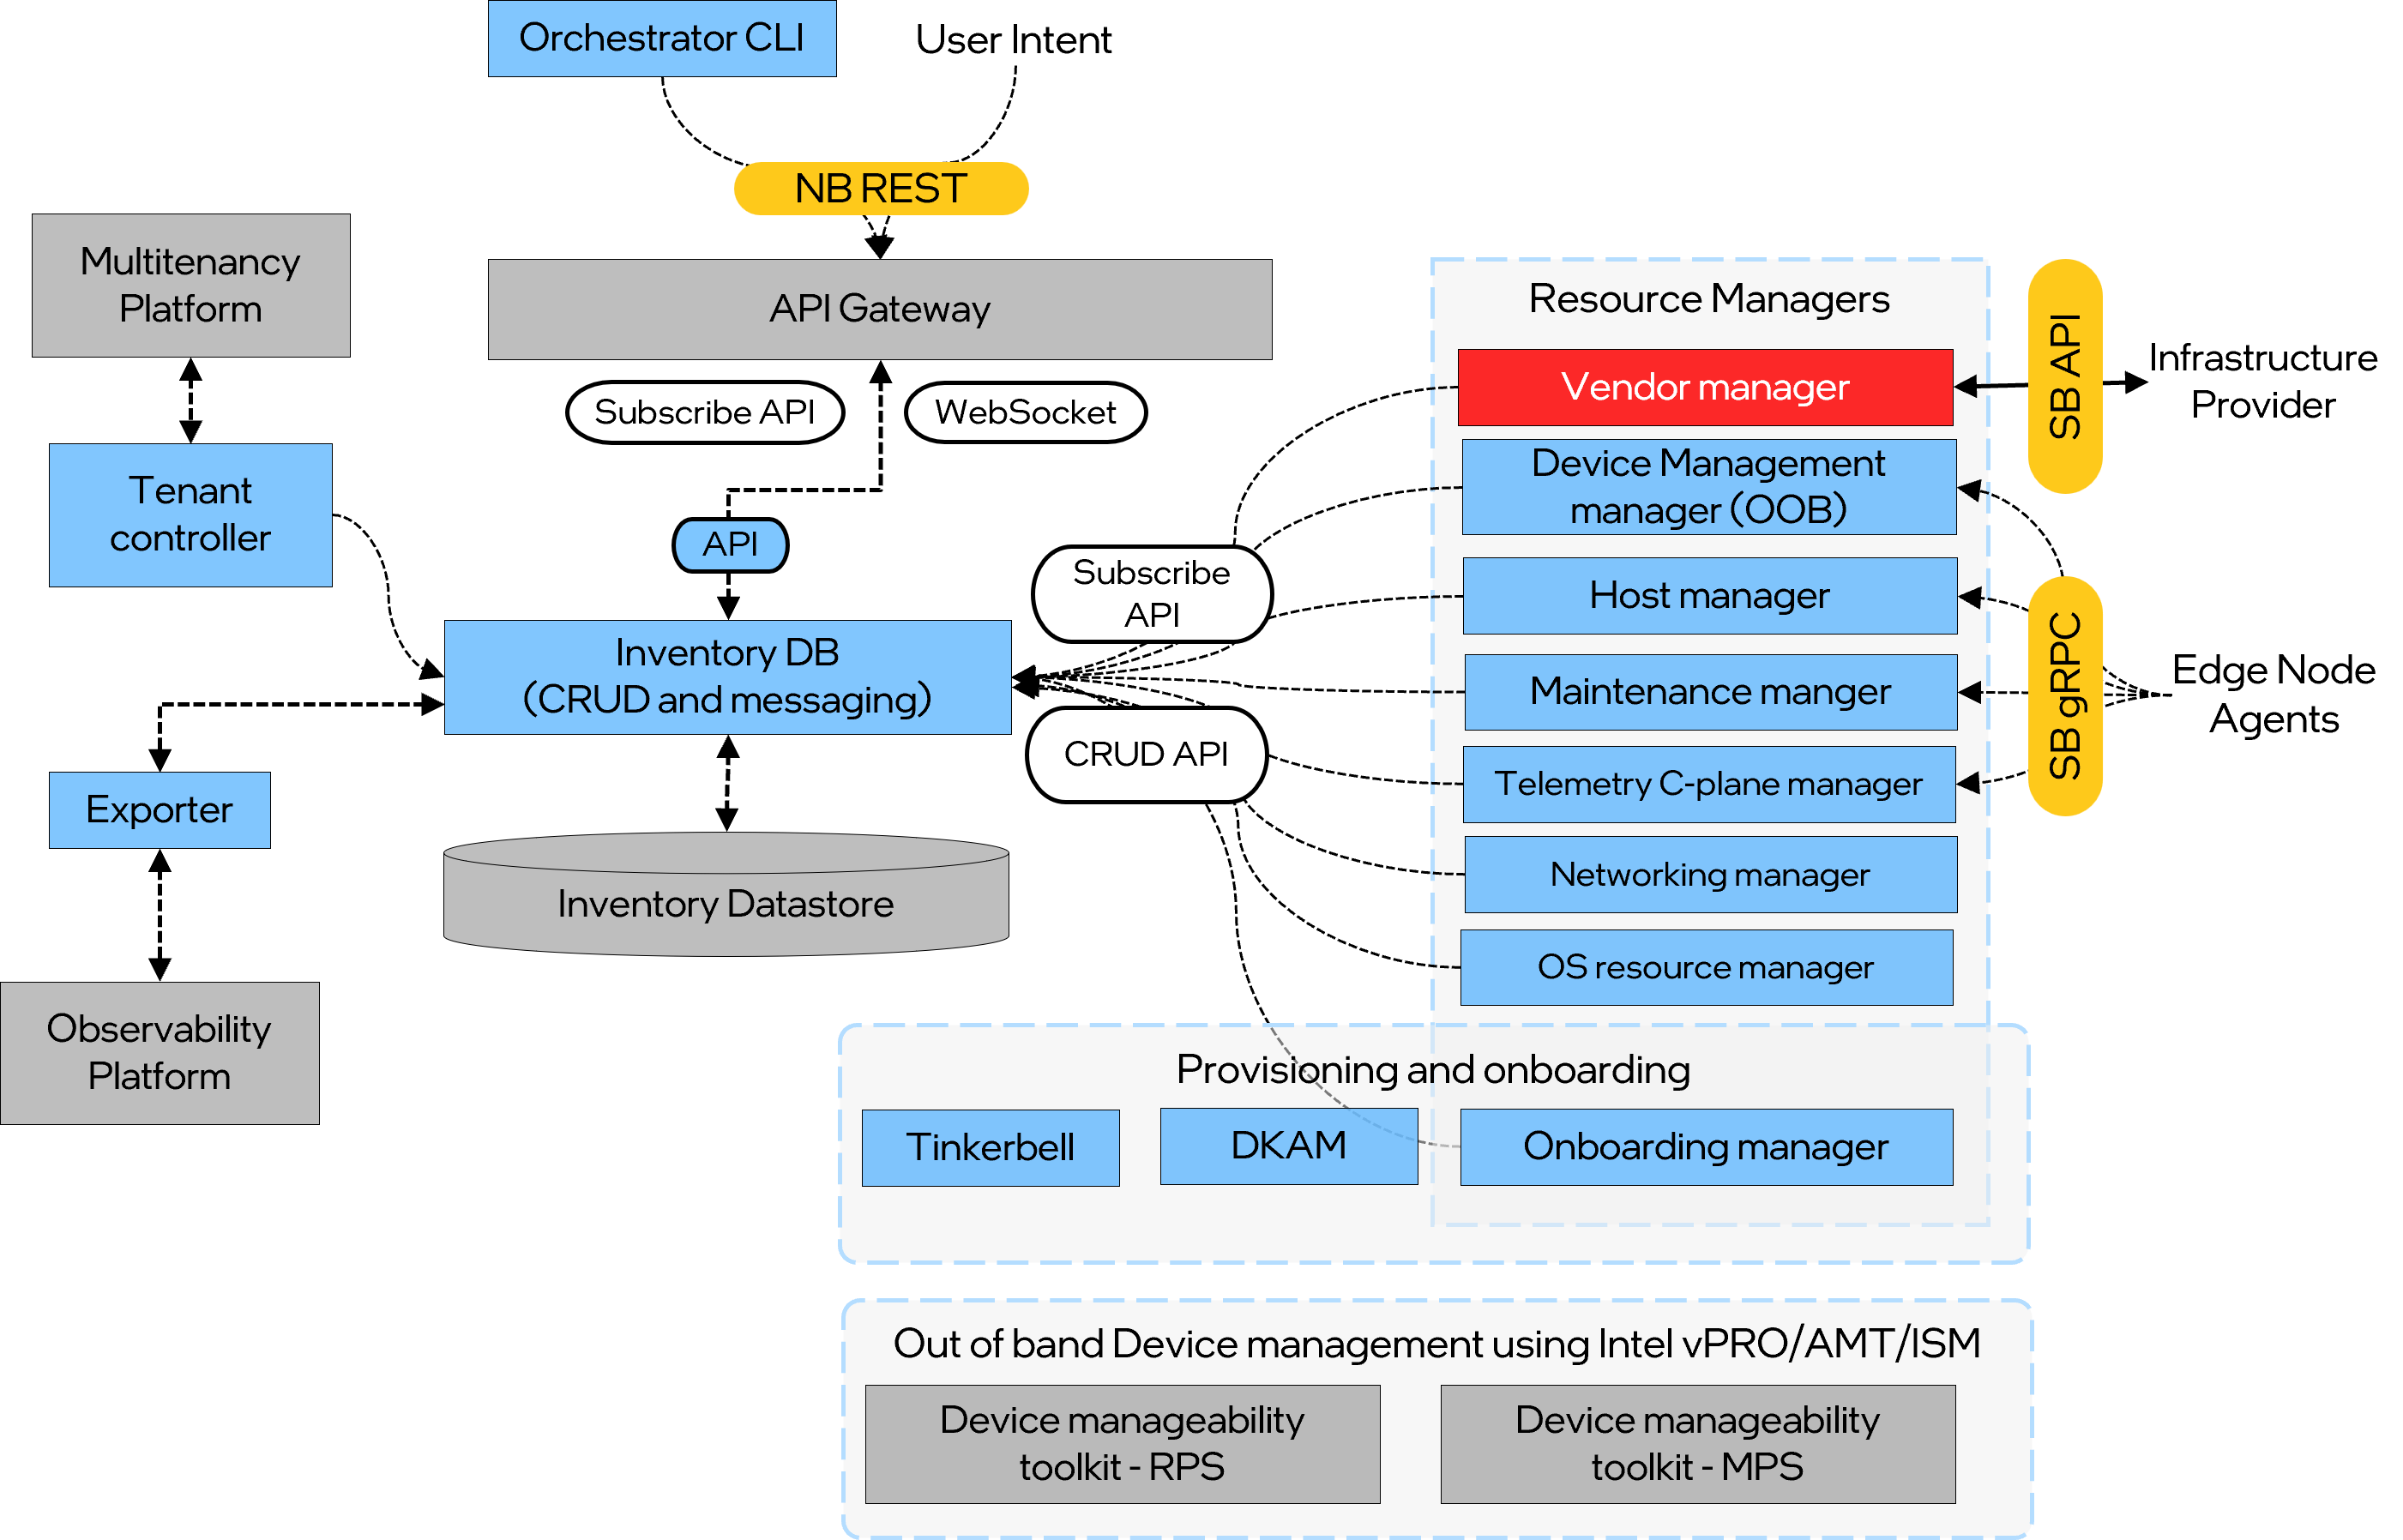 Orchestrator CLI
User Intent
NB REST
Multitenancy
Platform
API Gateway
Subscribe API
WebSocket
Tenant
controller
API
Inventory DB
(CRUD and messaging)
Exporter
Inventory Datastore
Observability
Platform
Subscribe
API
CRUD API
Resource Managers
Vendor manager
Device Management
manager (OOB)
Host manager
Maintenance manger
Telemetry C-plane manager
Networking manager
OS resource manager
SB API
Infrastructure
Provider
SB gRPC
Edge Node
Agents
Provisioning and onboarding
Tinkerbell
DKAM
Onboarding manager
Out of band Device management using Intel vPRO/AMT/ISM
Device manageability
toolkit - RPS
Device manageability
toolkit - MPS